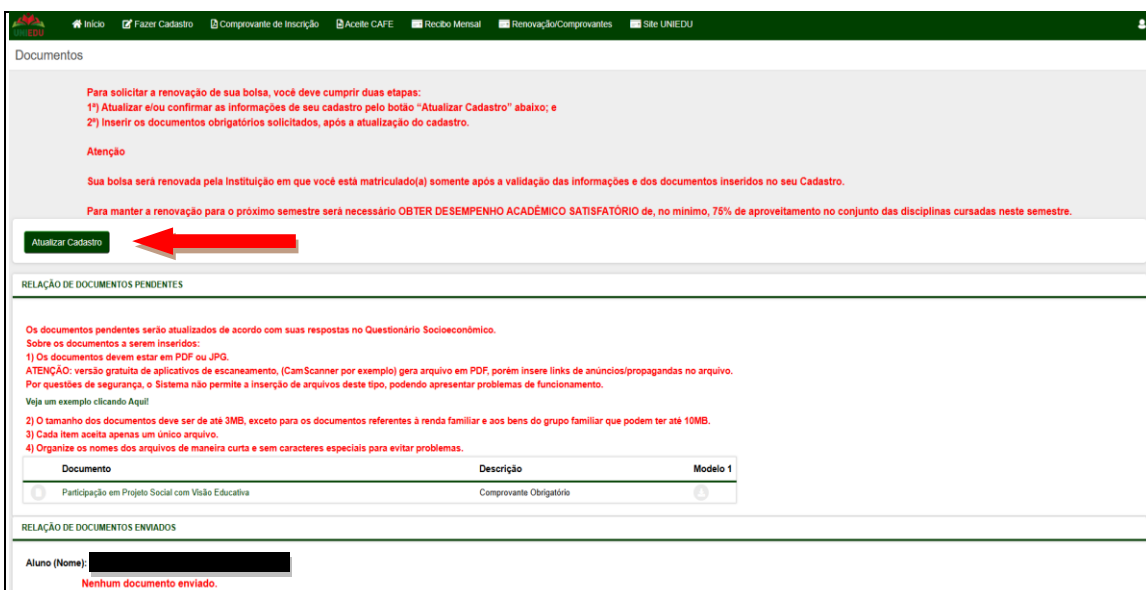 UNIEDU
Início Fazer Cadastro Comprovante de Inscrição Aceite CAFE Recibo Mensal Renovação/Comprovantes Site UNIEDU
Documentos
Para solicitar a renovação de sua bolsa, você deve cumprir duas etapas:
1ª) Atualizar e/ou confirmar as informações de seu cadastro pelo botão “Atualizar Cadastro” abaixo; e
2ª) Inserir os documentos obrigatórios solicitados, após a atualização do cadastro.
Atenção
Sua bolsa será renovada pela Instituição em que você está matriculado(a) somente após a validação das informações e dos documentos inseridos no seu Cadastro.
Para manter a renovação para o próximo semestre será necessário OBTER DESEMPENHO ACADÊMICO SATISFATÓRIO de, no mínimo, 75% de aproveitamento no conjunto das disciplinas cursadas neste semestre.
Atualizar Cadastro
RELAÇÃO DE DOCUMENTOS PENDENTES
Os documentos pendentes serão atualizados de acordo com suas respostas no Questionário Socioeconômico.
Sobre os documentos a serem inseridos:
1) Os documentos devem estar em PDF ou JPG.
ATENÇÃO: versão gratuita de aplicativos de escaneamento, (CamScanner por exemplo) gera arquivo em PDF, porém insere links de anúncios/propagandas no arquivo.
Por questões de segurança, o Sistema não permite a inserção de arquivos deste tipo, podendo apresentar problemas de funcionamento.
Veja um exemplo clicando Aqui!
2) O tamanho dos documentos deve ser de até 3MB, exceto para os documentos referentes à renda familiar e aos bens do grupo familiar que podem ter até 10MB.
3) Cada item aceita apenas um único arquivo.
4) Organize os nomes dos arquivos de maneira curta e sem caracteres especiais para evitar problemas.
Documento Descrição Modelo 1
Participação em Projeto Social com Visão Educativa Comprovante Obrigatório
RELAÇÃO DE DOCUMENTOS ENVIADOS
Aluno (Nome):
Nenhum documento enviado.